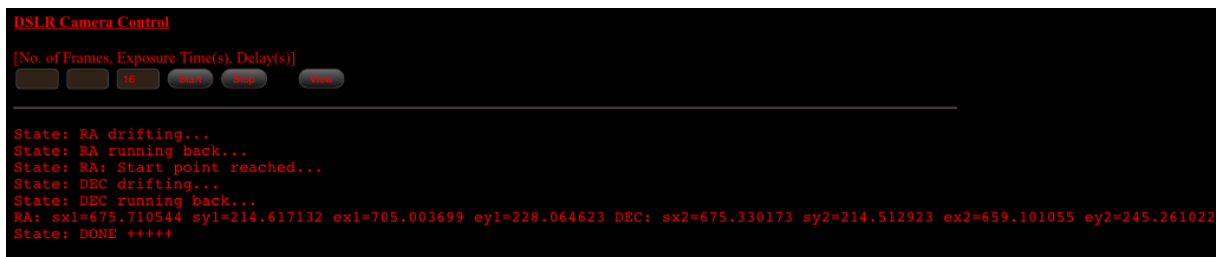 DSLR Camera Control
[No. of Frames, Exposure Time(s), Delay(s)]
16 Start Stop View
State: RA drifting...
State: RA running back...
State: RA: Start point reached...
State: DEC drifting...
State: DEC running back...
RA: sx1=675.710544 sy1=214.617132 ex1=705.003699 ey1=228.064623 DEC: sx2=675.330173 sy2=214.512923 ex2=659.101055 ey2=245.261022
State: DONE +++++